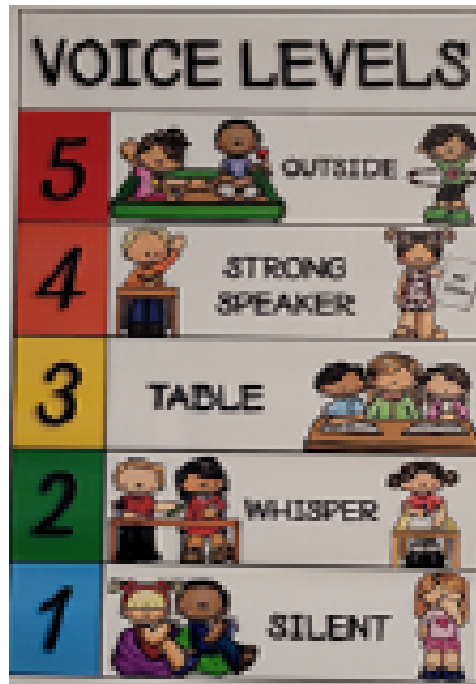 VOICE LEVELS
5 OUTSIDE
4 STRONG
SPEAKER
3 TABLE
2 WHISPER
1 SILENT